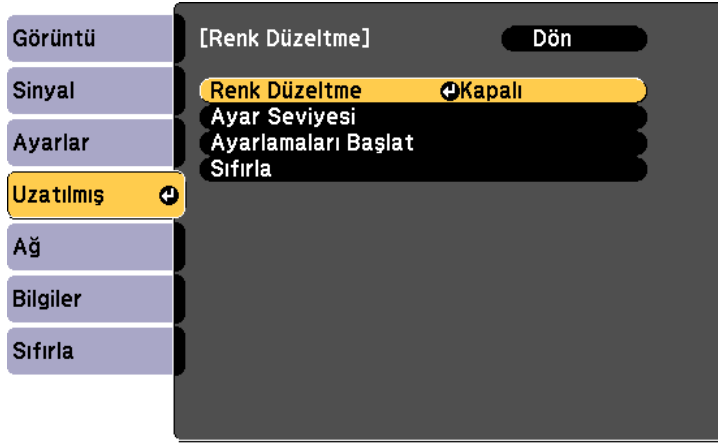 Görüntü
Sinyal
Ayarlar
Uzatılmış
Ağ
Bilgiler
Sıfırla
[Renk Düzeltme] Dön
Renk Düzeltme Kapalı
Ayar Seviyesi
Ayarlamaları Başlat
Sıfırla